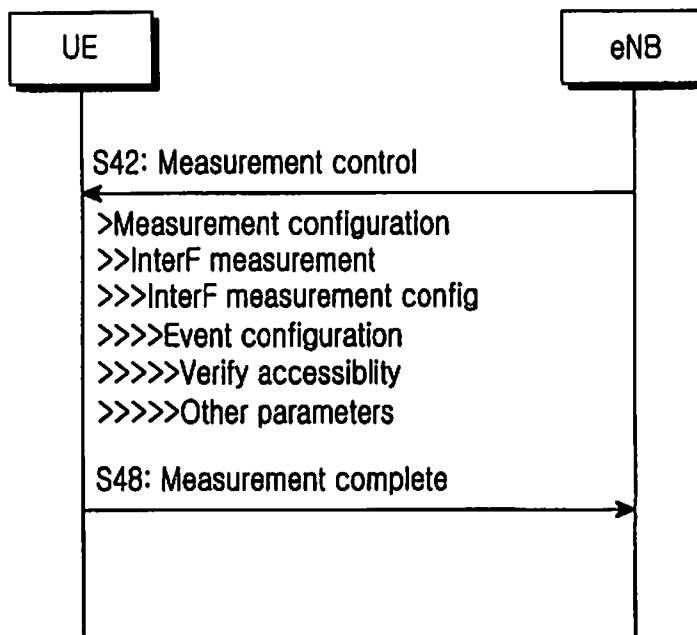 UE
eNB
S42: Measurement control
>Measurement configuration
>>InterF measurement
>>>InterF measurement config
>>>>Event configuration
>>>>>Verify accessiblity
>>>>>Other parameters
S48: Measurement complete